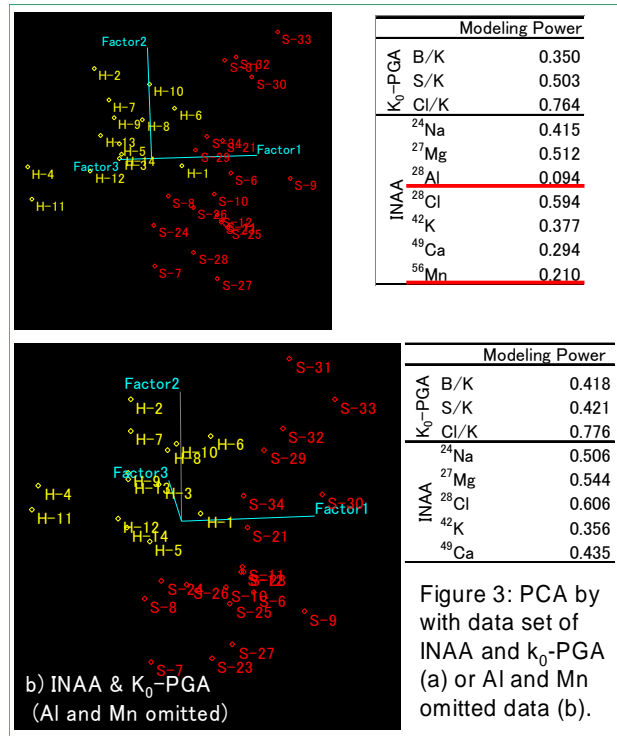 Factor2
S-33
S-32
S-31
S-30
H-2
H-10
H-7
H-6
H-9
H-8
H-13
S-34
S-21
H-5
S-29
Factor1
H-14
Factor3
H-3
H-1
H-4
H-12
S-6
S-9
H-11
S-8
S-10
S-26
S-12
S-24
S-25
S-28
S-7
S-27
Modeling Power
K0-PGA
B/K 0.350
S/K 0.503
Cl/K 0.764
INAA
24Na 0.415
27Mg 0.512
28Al 0.094
28Cl 0.594
42K 0.377
49Ca 0.294
56Mn 0.210
S-31
Factor2
H-2
S-33
H-7
H-6
S-32
H-10
H-8
S-29
Factor3
H-9
H-13
H-3
H-4
S-34
S-30
H-11
H-1
Factor1
H-12
H-14
S-21
H-5
S-11
S-24
S-26
S-10
S-8
S-6
S-25
S-9
S-27
S-7
S-23
b) INAA & K0-PGA
(Al and Mn omitted)
Modeling Power
K0-PGA
B/K 0.418
S/K 0.421
Cl/K 0.776
INAA
24Na 0.506
27Mg 0.544
28Cl 0.606
42K 0.356
49Ca 0.435
Figure 3: PCA by
with data set of
INAA and k0-PGA
(a) or Al and Mn
omitted data (b).